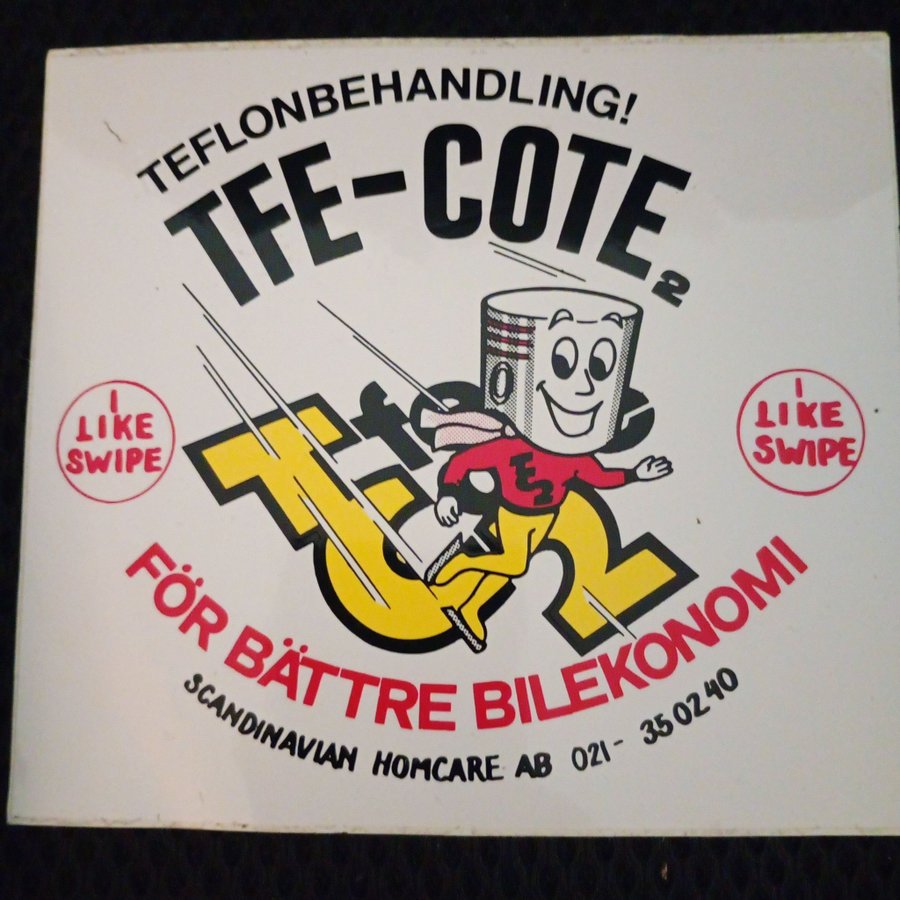 TEFLONBEHANDLING!
TFE-COTE2
I
LIKE
SWIPE
I
LIKE
SWIPE
FÖR BÄTTRE BILEKONOMI
SCANDINAVIAN HOMCARE AB 021- 350240